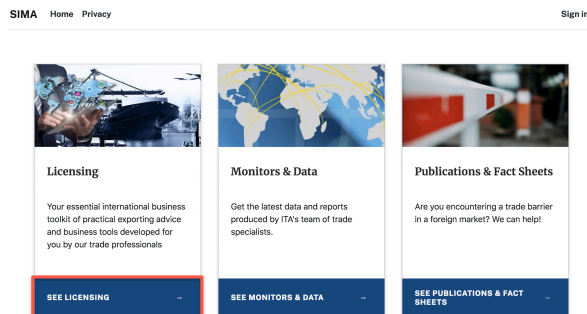 SIMA Home Privacy Sign in
Licensing
Your essential international business
toolkit of practical exporting advice
and business tools developed for
you by our trade professionals
SEE LICENSING →
Monitors & Data
Get the latest data and reports
produced by ITA's team of trade
specialists.
SEE MONITORS & DATA →
Publications & Fact Sheets
Are you encountering a trade barrier
in a foreign market? We can help!
SEE PUBLICATIONS & FACT
SHEETS →